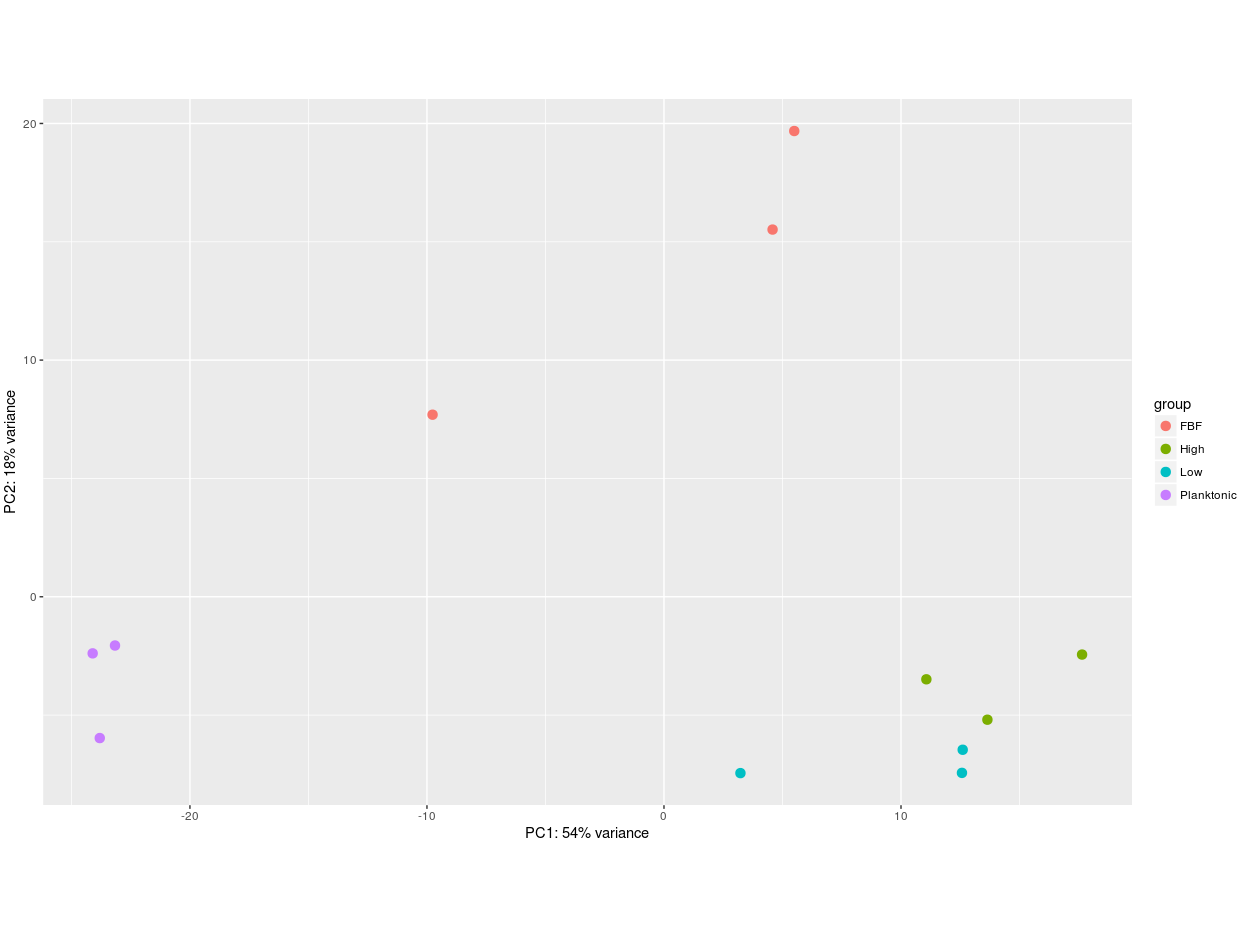 20
10
0
-20
-10
0
10
PC1: 54% variance
PC2: 18% variance
group
FBF
High
Low
Planktonic